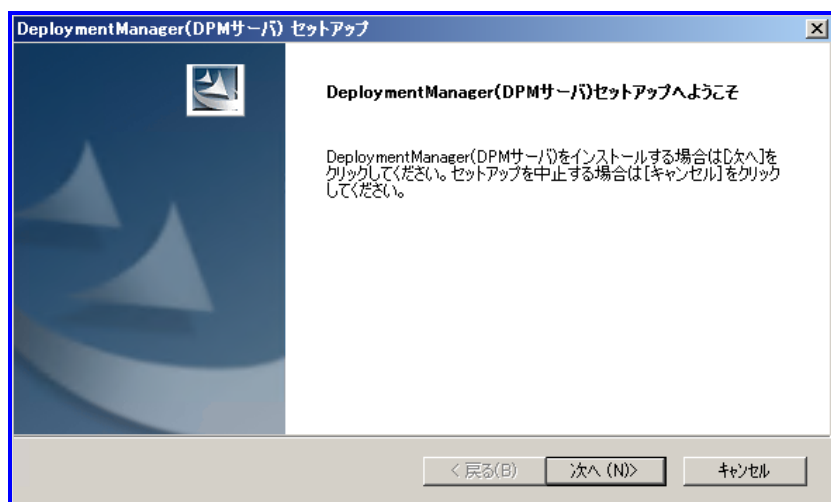 DeploymentManager(DPMサーバ) セットアップ
DeploymentManager(DPMサーバ)セットアップへようこそ
DeploymentManager(DPMサーバ)をインストールする場合は[次へ]を
クリックしてください。セットアップを中止する場合は[キャンセル]をクリック
してください。
< 戻る(B)
次へ (N)>
キャンセル